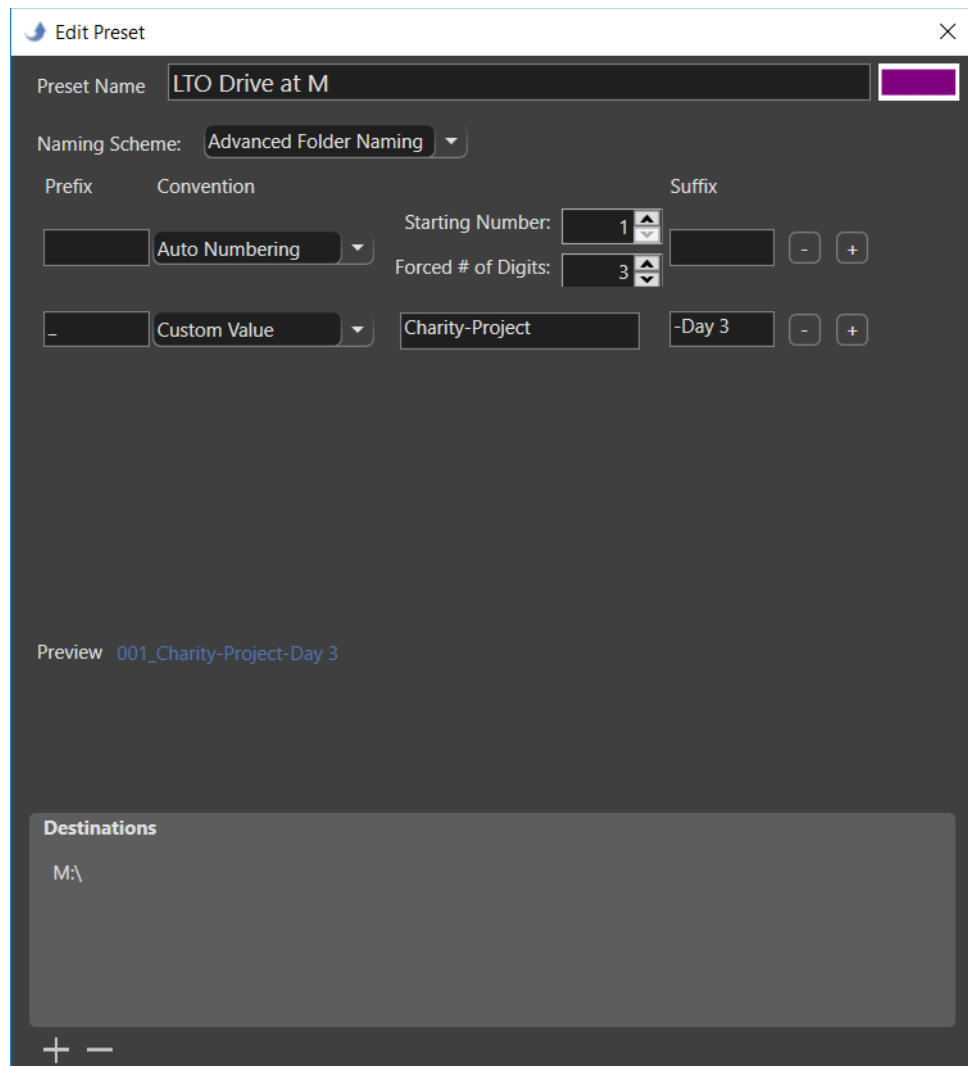 Edit Preset
Preset Name LTO Drive at M
Naming Scheme: Advanced Folder Naming
Prefix Convention Suffix
Starting Number: 1
Auto Numbering - +
Forced # of Digits: 3
_ Custom Value Charity-Project -Day 3 - +
Preview 001_Charity-Project-Day 3
Destinations
M:\